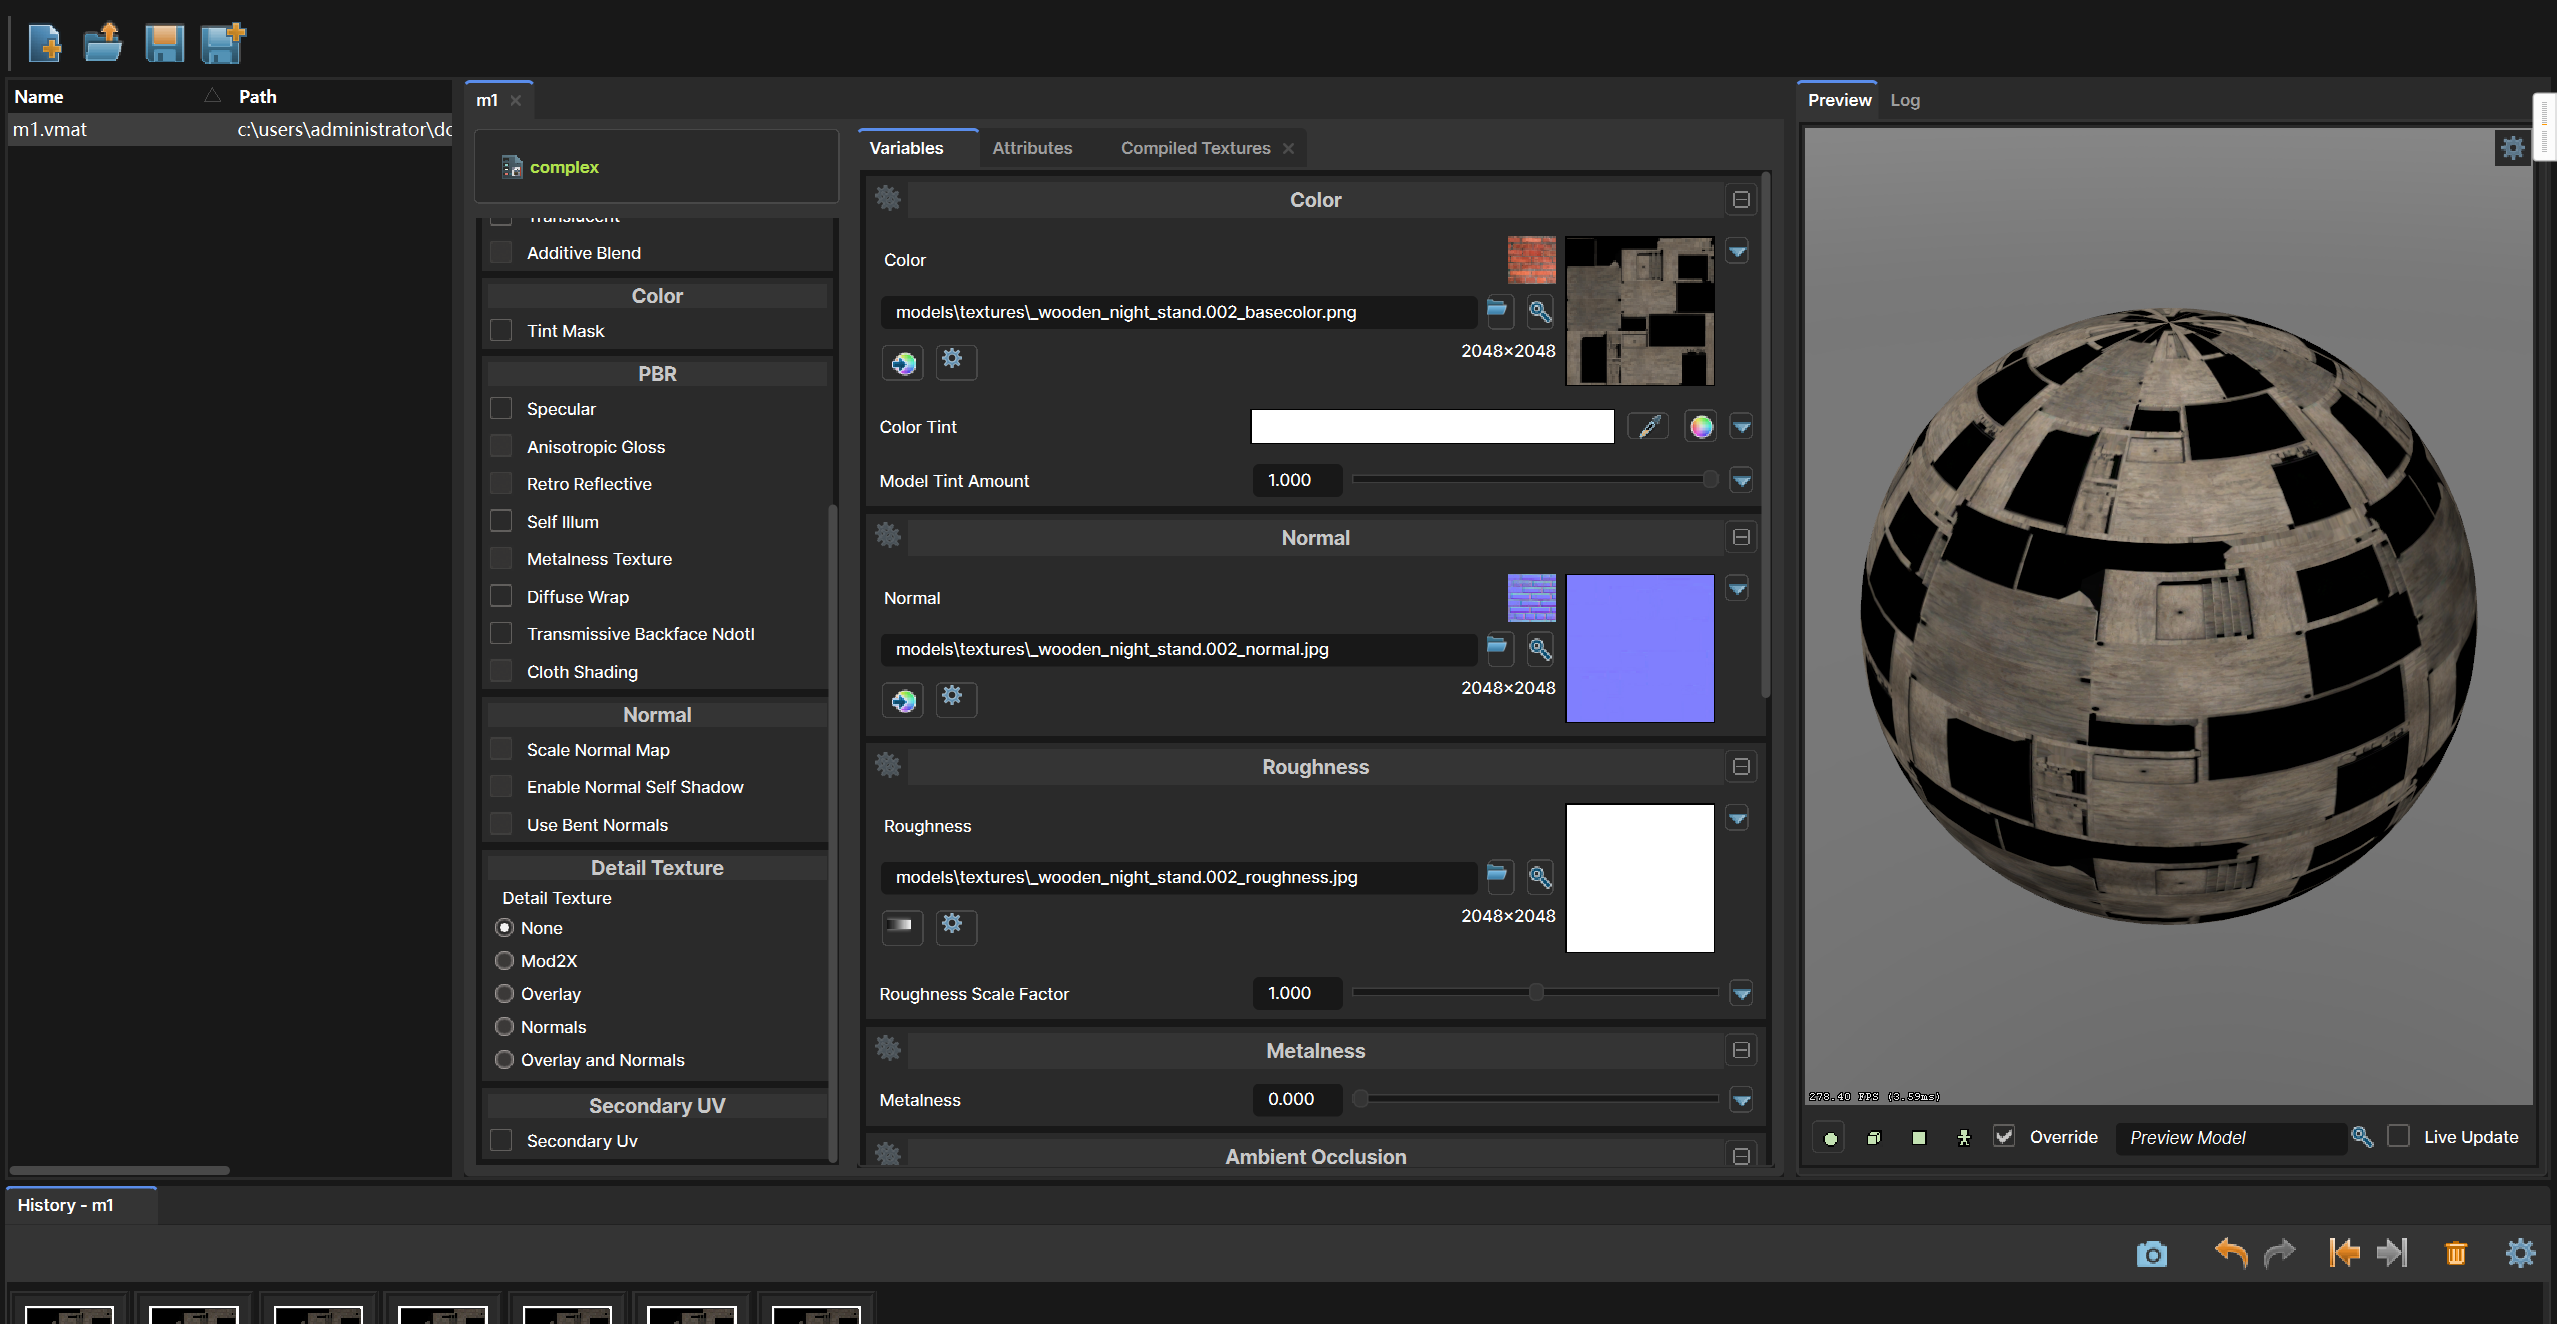 Name
Path
m1.vmat
c:\users\administrator\dc
m1
complex
Translucent
Additive Blend
Color
Tint Mask
PBR
Specular
Anisotropic Gloss
Retro Reflective
Self Illum
Metalness Texture
Diffuse Wrap
Transmissive Backface Ndotl
Cloth Shading
Normal
Scale Normal Map
Enable Normal Self Shadow
Use Bent Normals
Detail Texture
Detail Texture
None
Mod2X
Overlay
Normals
Overlay and Normals
Secondary UV
Secondary Uv
Variables
Attributes
Compiled Textures
Color
Color
models\textures\_wooden_night_stand.002_basecolor.png
2048×2048
Color Tint
Model Tint Amount
1.000
Normal
Normal
models\textures\_wooden_night_stand.002_normal.jpg
2048×2048
Roughness
Roughness
models\textures\_wooden_night_stand.002_roughness.jpg
2048×2048
Roughness Scale Factor
1.000
Metalness
Metalness
0.000
Ambient Occlusion
Preview
Log
278.40 FPS (3.59ms)
Override
Preview Model
Live Update
History - m1